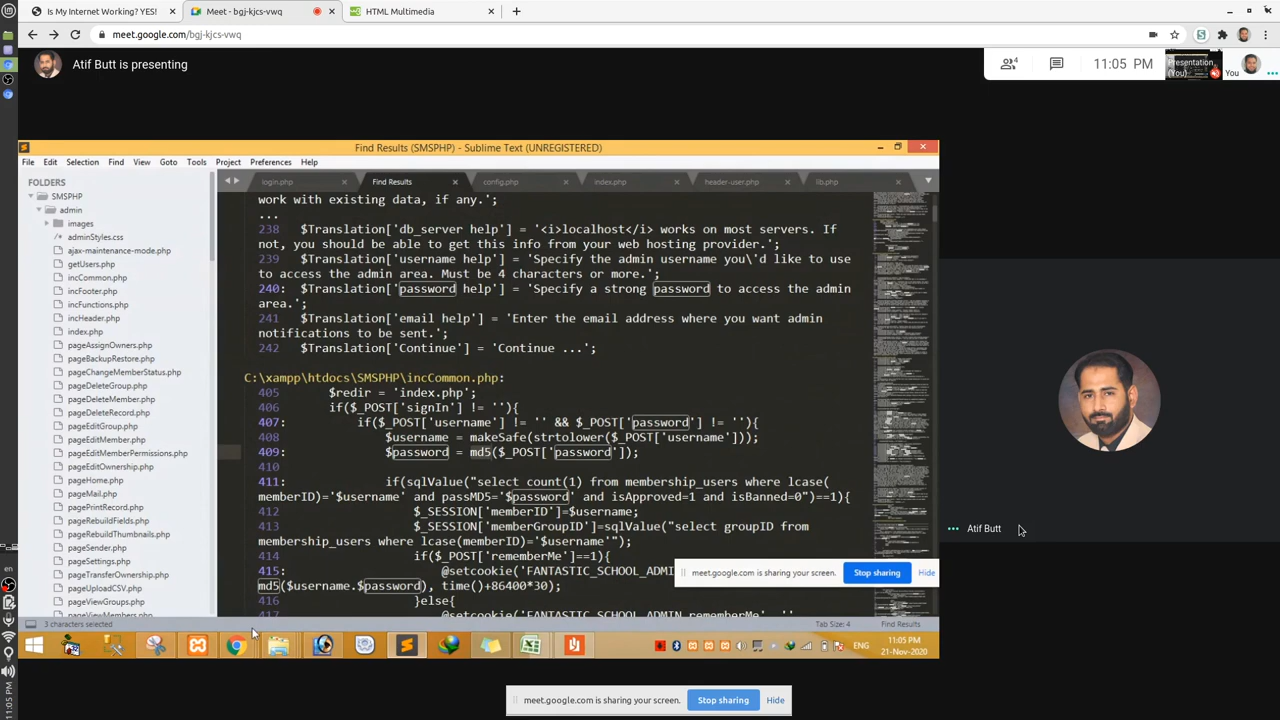 Is My Internet Working? YES!
Meet - bgj-kjcs-vwq
HTML Multimedia
meet.google.com/bgj-kjcs-vwq
Atif Butt is presenting
4
11:05 PM
Presentation
(You)
You
Find Results (SMSPHP) - Sublime Text (UNREGISTERED)
File Edit Selection Find View Goto Tools Project Preferences Help
FOLDERS
SMSPHP
admin
images
adminStyles.css
ajax-maintenance-mode.php
getUsers.php
incCommon.php
incFooter.php
incFunctions.php
incHeader.php
index.php
pageAssignOwners.php
pageBackupRestore.php
pageChangeMemberStatus.php
pageDeleteGroup.php
pageDeleteMember.php
pageDeleteRecord.php
pageEditGroup.php
pageEditMember.php
pageEditMemberPermissions.php
pageEditOwnership.php
pageHome.php
pageMail.php
pagePrintRecord.php
pageRebuildFields.php
pageRebuildThumbnails.php
pageSender.php
pageSettings.php
pageTransferOwnership.php
pageUploadCSV.php
pageViewGroups.php
pageViewMembers.php
login.php
Find Results
config.php
index.php
header-user.php
lib.php
work with existing data, if any.';
...
238 $Translation['db_server help'] = '<i>localhost</i> works on most servers. If
not, you should be able to get this info from your webhosting provider.';
239 $Translation['username help'] = 'Specify the admin username you\'d like to use
to access the admin area. Must be 4 characters or more.';
240: $Translation['password help'] = 'Specify a strong password to access the admin
area.';
241 $Translation['email help'] = 'Enter the email address where you want admin
notifications to be sent.';
242 $Translation['Continue'] = 'Continue ...';
C:\xampp\htdocs\SMSPHP\incCommon.php:
405 $redir = 'index.php';
406 if($_POST['signIn'] != ''){
407: if($_POST['username'] != '' && $_POST['password'] != ''){
408 $username = makeSafe(strtolower($_POST['username']));
409: $password = md5($_POST['password']);
410
411: if(sqlValue("select count(1) from membership_users where lcase(
memberID)='$username' and passMD5='$password' and isApproved=1 and isBanned=0")==1){
412 $_SESSION['memberID']=$username;
413 $_SESSION['memberGroupID']=sqlValue("select groupID from
membership_users where lcase(memberID)='$username'");
414 if($_POST['rememberMe']==1){
415: @setcookie('FANTASTIC_SCHOOL_ADMI
md5($username.$password), time()+86400*30);
416 }else{
@setcookie('FANTASTIC_SCHOOL_ADMIN_rememberMe'
meet.google.com is sharing your screen.
Stop sharing
Hide
3 characters selected
Tab Size: 4
Find Results
ENG
11:05 PM
21-Nov-2020
Atif Butt
meet.google.com is sharing your screen.
Stop sharing
Hide
en
11:05 PM